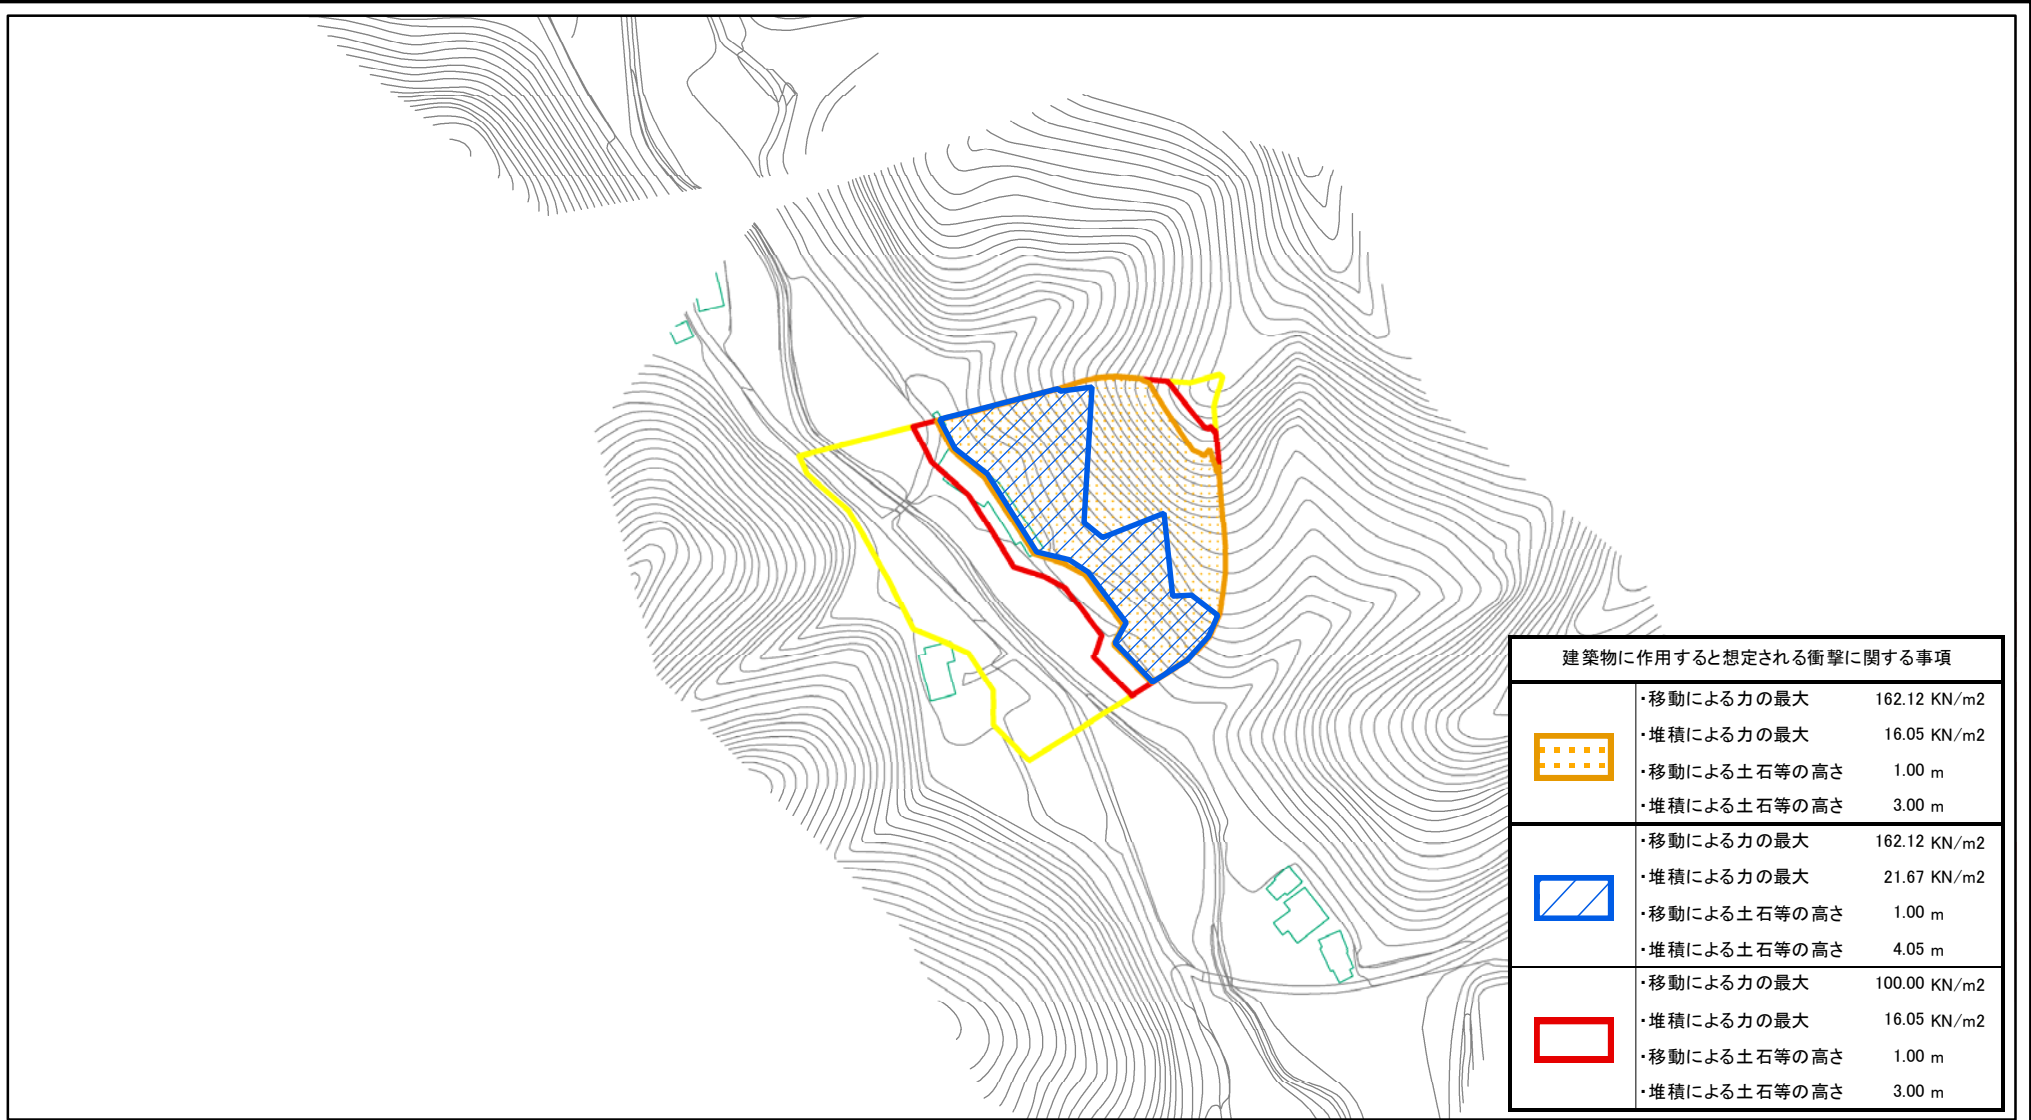 建築物に作用すると想定される衝撃に関する事項
・移動による力の最大 162.12 KN/m2
・堆積による力の最大 16.05 KN/m2
・移動による土石等の高さ 1.00 m
・堆積による土石等の高さ 3.00 m
・移動による力の最大 162.12 KN/m2
・堆積による力の最大 21.67 KN/m2
・移動による土石等の高さ 1.00 m
・堆積による土石等の高さ 4.05 m
・移動による力の最大 100.00 KN/m2
・堆積による力の最大 16.05 KN/m2
・移動による土石等の高さ 1.00 m
・堆積による土石等の高さ 3.00 m